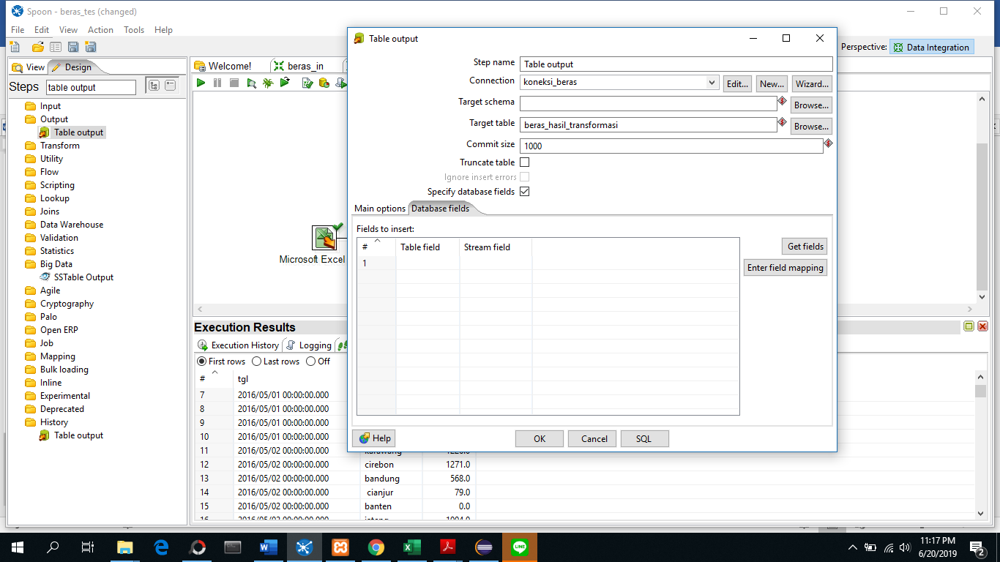 Spoon - beras_tes (changed)
File Edit View Action Tools Help
Perspective: Data Integration
View Design
Steps table output
Input
Output
Table output
Transform
Utility
Flow
Scripting
Lookup
Joins
Data Warehouse
Validation
Statistics
Big Data
SSTable Output
Agile
Cryptography
Palo
Open ERP
Job
Mapping
Bulk loading
Inline
Experimental
Deprecated
History
Table output
Welcome! beras_in
Microsoft Excel
Table output
Step name Table output
Connection koneksi_beras Edit... New... Wizard...
Target schema Browse...
Target table beras_hasil_transformasi Browse...
Commit size 1000
Truncate table
Ignore insert errors
Specify database fields
Main options Database fields
Fields to insert:
# Table field Stream field
1
Get fields
Enter field mapping
Help OK Cancel SQL
Execution Results
Execution History Logging
First rows Last rows Off
# tgl
7 2016/05/01 00:00:00.000
8 2016/05/01 00:00:00.000
9 2016/05/01 00:00:00.000
10 2016/05/01 00:00:00.000
11 2016/05/02 00:00:00.000
12 2016/05/02 00:00:00.000 cirebon 1271.0
13 2016/05/02 00:00:00.000 bandung 568.0
14 2016/05/02 00:00:00.000 cianjur 79.0
15 2016/05/02 00:00:00.000 banten 0.0
11:17 PM
6/20/2019
2